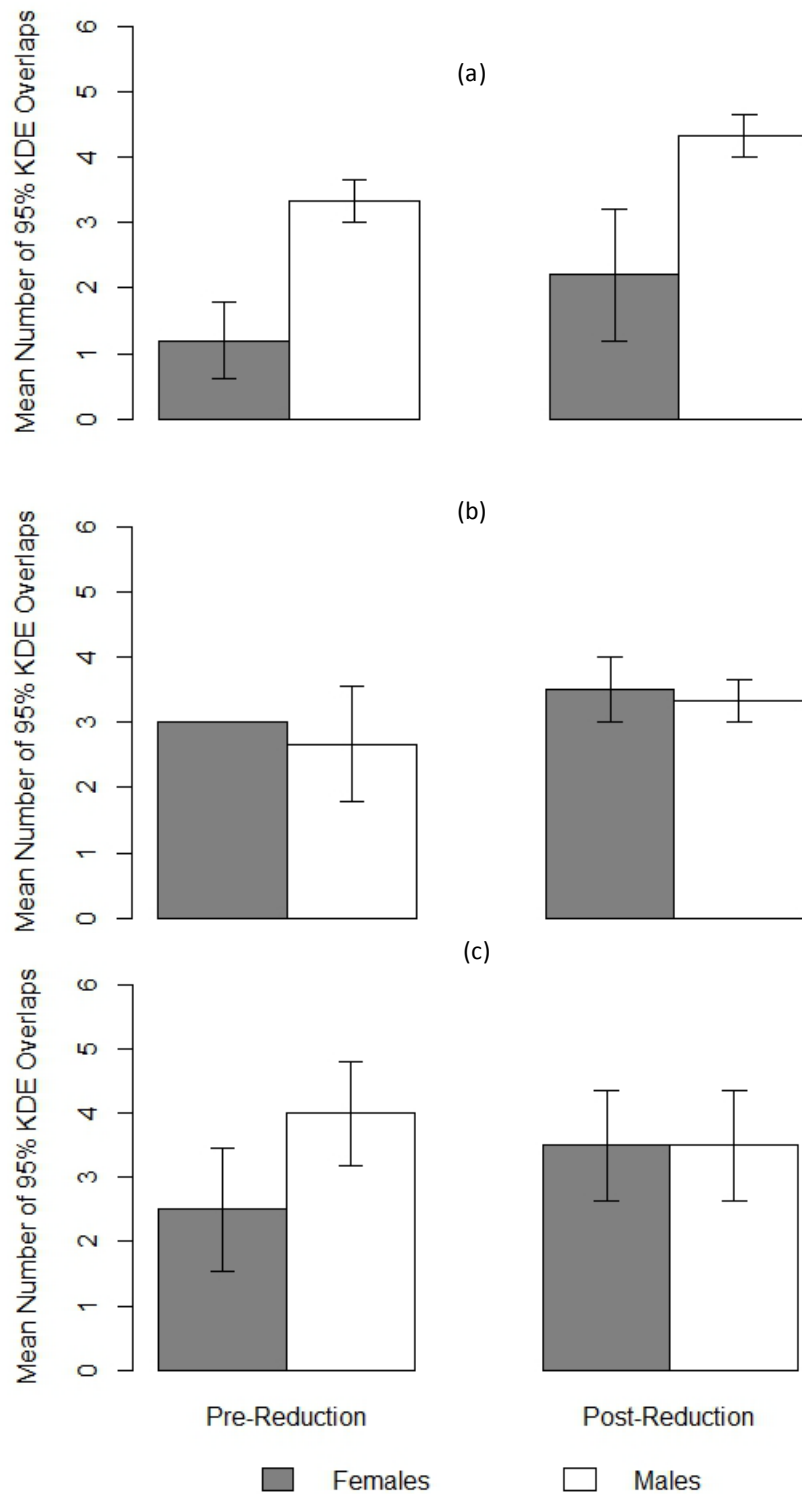 (a)
Mean Number of 95% KDE Overlaps
6
5
4
3
2
1
0
(b)
Mean Number of 95% KDE Overlaps
6
5
4
3
2
1
0
(c)
Mean Number of 95% KDE Overlaps
6
5
4
3
2
1
0
Pre-Reduction Post-Reduction
Females Males